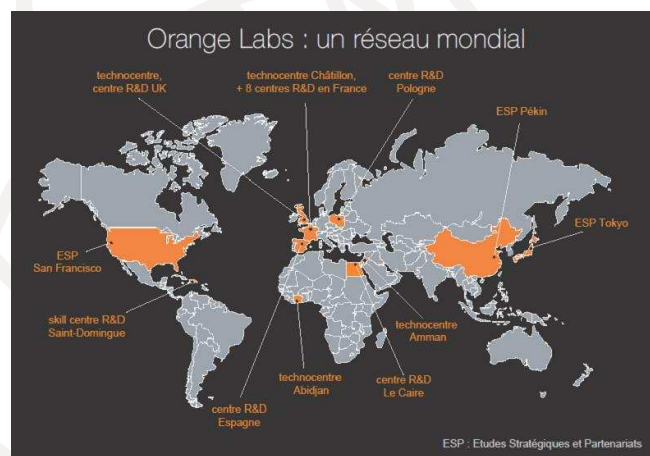 Orange Labs : un réseau mondial
technocentre,
centre R&D UK
technocentre Châtillon,
+ 8 centres R&D en France
centre R&D
Pologne
ESP Pékin
ESP
San Francisco
ESP Tokyo
skill centre R&D
Saint-Domingue
technocentre
Amman
technocentre
Abidjan
centre R&D
Le Caire
centre R&D
Espagne
ESP : Etudes Stratégiques et Partenariats